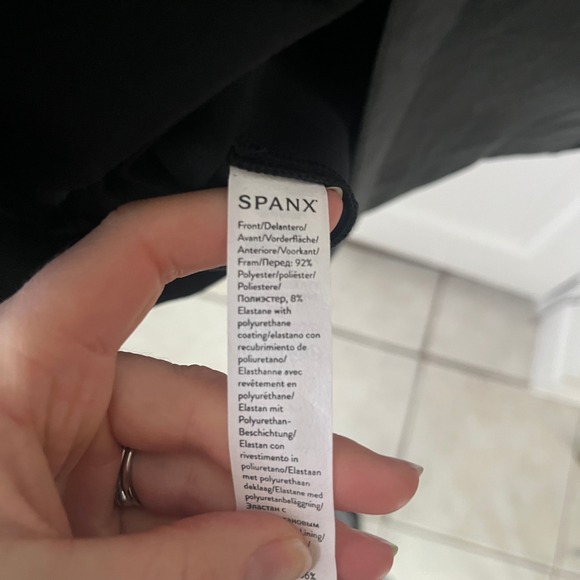 SPANX
Front/Delantero/
Avant/Vorderfläche/
Anteriore/Voorkant/
Fram/Перед: 92%
Polyester/poliéster/
Poliestere/
Полиэстер, 8%
Elastane with
polyurethane
coating/elastano con
recubrimiento de
poliuretano/
Elasthanne avec
revêtement en
polyuréthane/
Elastan mit
Polyurethan-
Beschichtung/
Elastan con
rivestimento in
poliuretano/Elastaan
met polyurethaan
deklaag/Elastane med
polyuretanbeläggning/
Эластан с